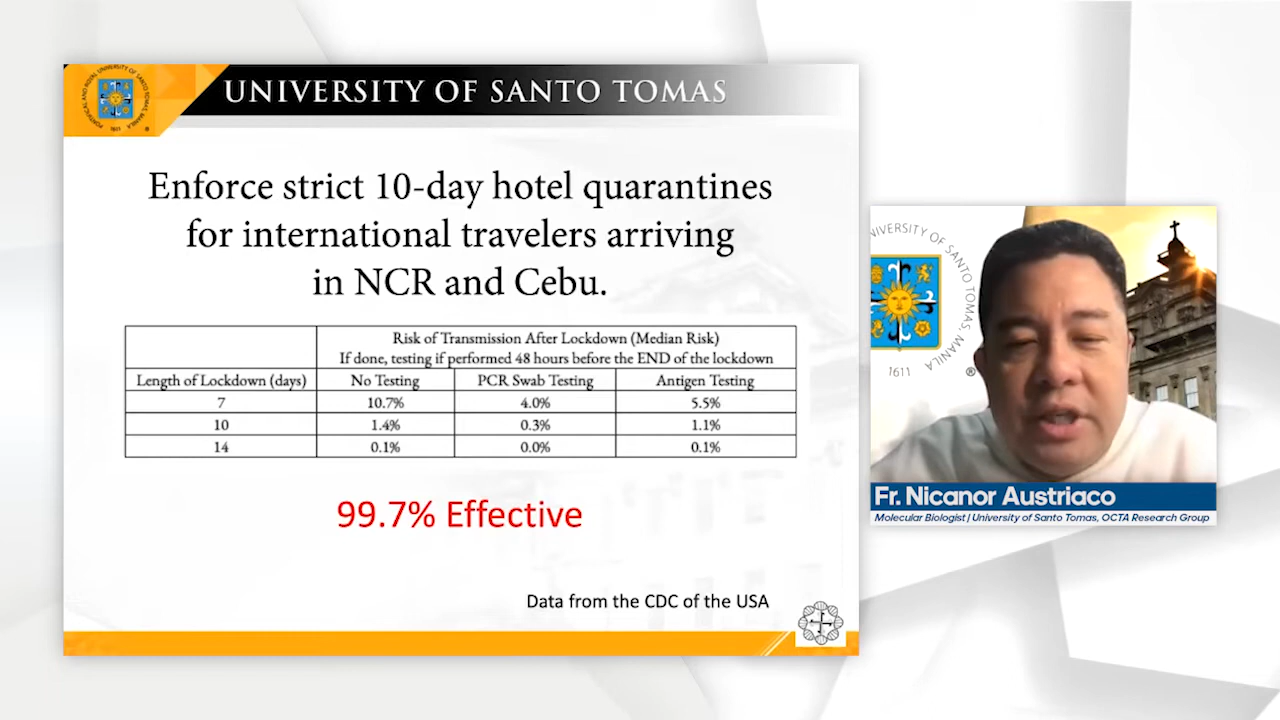 UNIVERSITY OF SANTO TOMAS
Enforce strict 10-day hotel quarantines
for international travelers arriving
in NCR and Cebu.
Risk of Transmission After Lockdown (Median Risk)
If done, testing if performed 48 hours before the END of the lockdown
Length of Lockdown (days) No Testing PCR Swab Testing Antigen Testing
7 10.7% 4.0% 5.5%
10 1.4% 0.3% 1.1%
14 0.1% 0.0% 0.1%
99.7% Effective
Data from the CDC of the USA
NIVERSITY OF SANTO TOMAS, MANILA
1611
®
Fr. Nicanor Austriaco
Molecular Biologist | University of Santo Tomas, OCTA Research Group